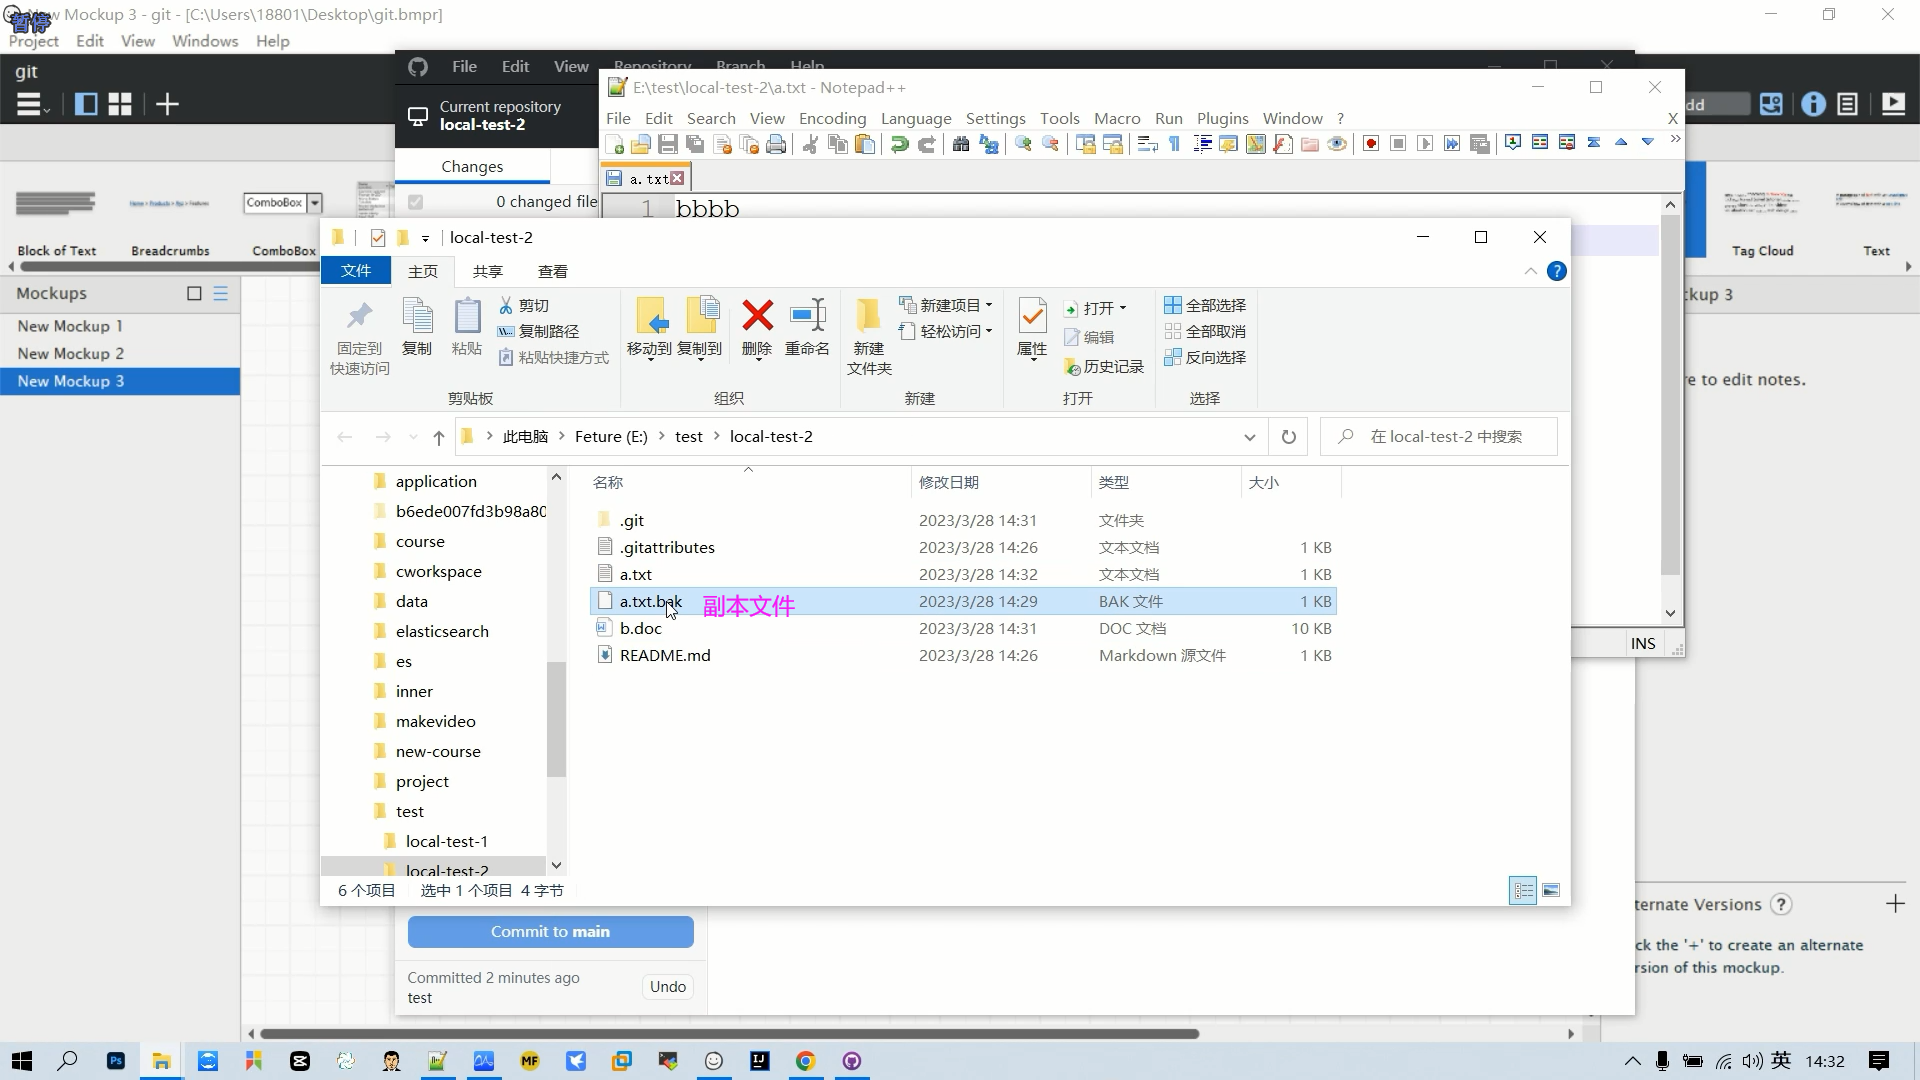 New Mockup 3 - git - [C:\Users\18801\Desktop\git.bmpr]
暂停
Project Edit View Windows Help
git
File Edit View Repository Branch Help
Current repository
local-test-2
Changes
0 changed file
E:\test\local-test-2\a.txt - Notepad++
File Edit Search View Encoding Language Settings Tools Macro Run Plugins Window ? X
a.txt
1 bbbb
Block of Text Breadcrumbs ComboBox Tag Cloud Text
ComboBox
Mockups
New Mockup 1
New Mockup 2
New Mockup 3
local-test-2
文件 主页 共享 查看
固定到
快速访问
复制
粘贴
剪切
复制路径
粘贴快捷方式
剪贴板
移动到 复制到 删除 重命名
组织
新建
文件夹
新建项目
轻松访问
新建
属性
打开
编辑
历史记录
打开
全部选择
全部取消
反向选择
选择
此电脑 Feture (E:) test local-test-2
在 local-test-2 中搜索
application
b6ede007fd3b98a80
course
cworkspace
data
elasticsearch
es
inner
makevideo
new-course
project
test
local-test-1
local-test-2
名称 修改日期 类型 大小
.git 2023/3/28 14:31 文件夹
.gitattributes 2023/3/28 14:26 文本文档 1 KB
a.txt 2023/3/28 14:32 文本文档 1 KB
a.txt.bak 副本文件 2023/3/28 14:29 BAK 文件 1 KB
b.doc 2023/3/28 14:31 DOC 文档 10 KB
README.md 2023/3/28 14:26 Markdown 源文件 1 KB
6 个项目 选中 1 个项目 4 字节
INS
dd
ckup 3
re to edit notes.
ternate Versions ?
ck the '+' to create an alternate
rsion of this mockup.
Commit to main
Committed 2 minutes ago
test
Undo
Ps
MF
IJ
英 14:32